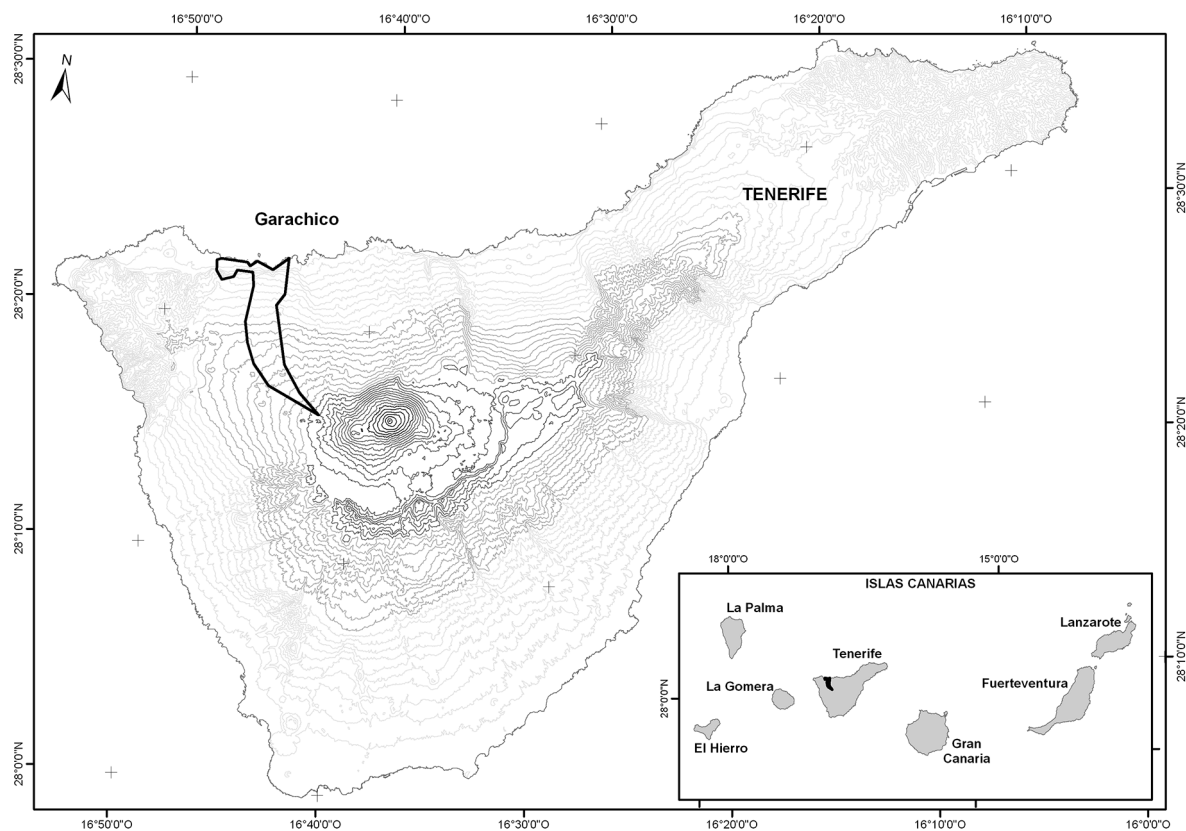 16°50'0"O 16°40'0"O 16°30'0"O 16°20'0"O 16°10'0"O
28°30'0"N
N
28°30'0"N
TENERIFE
Garachico
28°20'0"N
28°20'0"N
28°10'0"N
18°0'0"O 15°0'0"O
ISLAS CANARIAS
La Palma
Lanzarote
Tenerife
La Gomera
Fuerteventura
28°0'0"N
El Hierro
Gran
Canaria
28°10'0"N
28°0'0"N
16°50'0"O 16°40'0"O 16°30'0"O 16°20'0"O 16°10'0"O 16°0'0"O